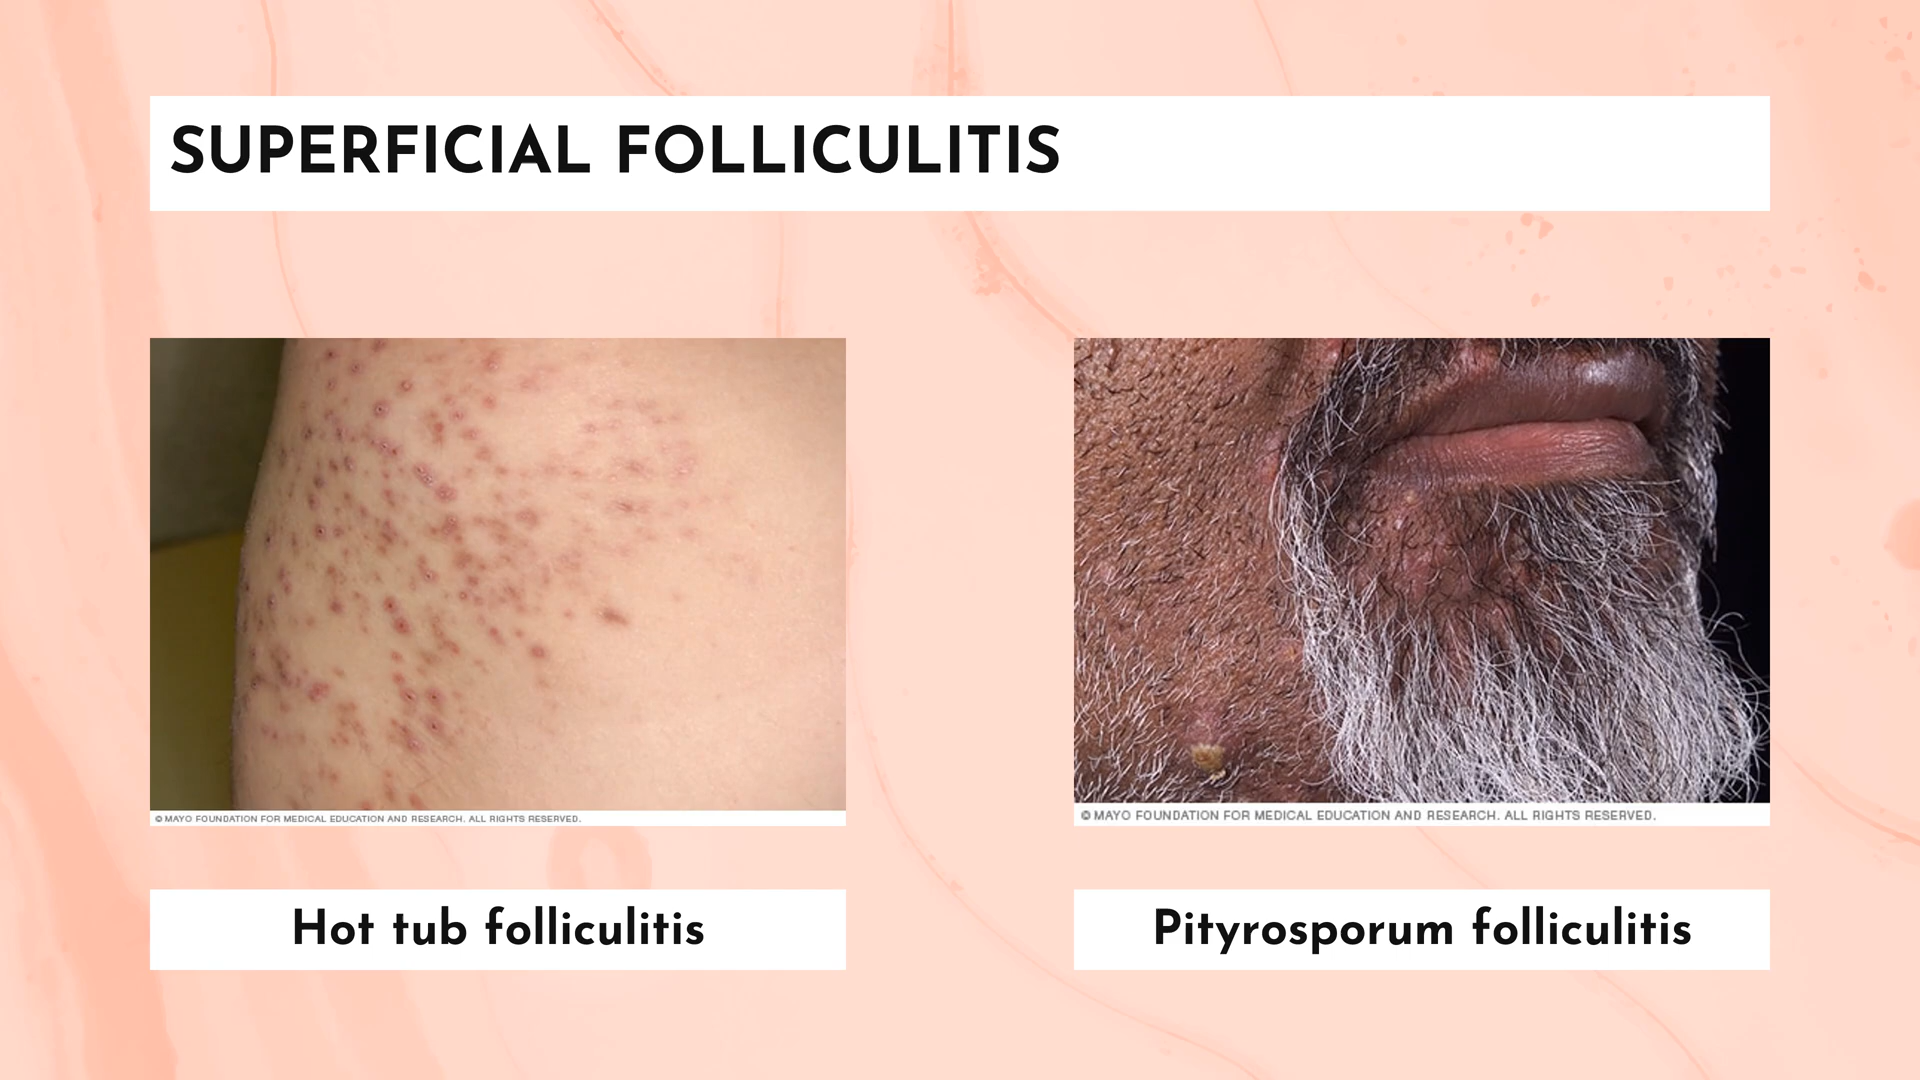 SUPERFICIAL FOLLICULITIS
© MAYO FOUNDATION FOR MEDICAL EDUCATION AND RESEARCH. ALL RIGHTS RESERVED.
© MAYO FOUNDATION FOR MEDICAL EDUCATION AND RESEARCH. ALL RIGHTS RESERVED.
Hot tub folliculitis
Pityrosporum folliculitis